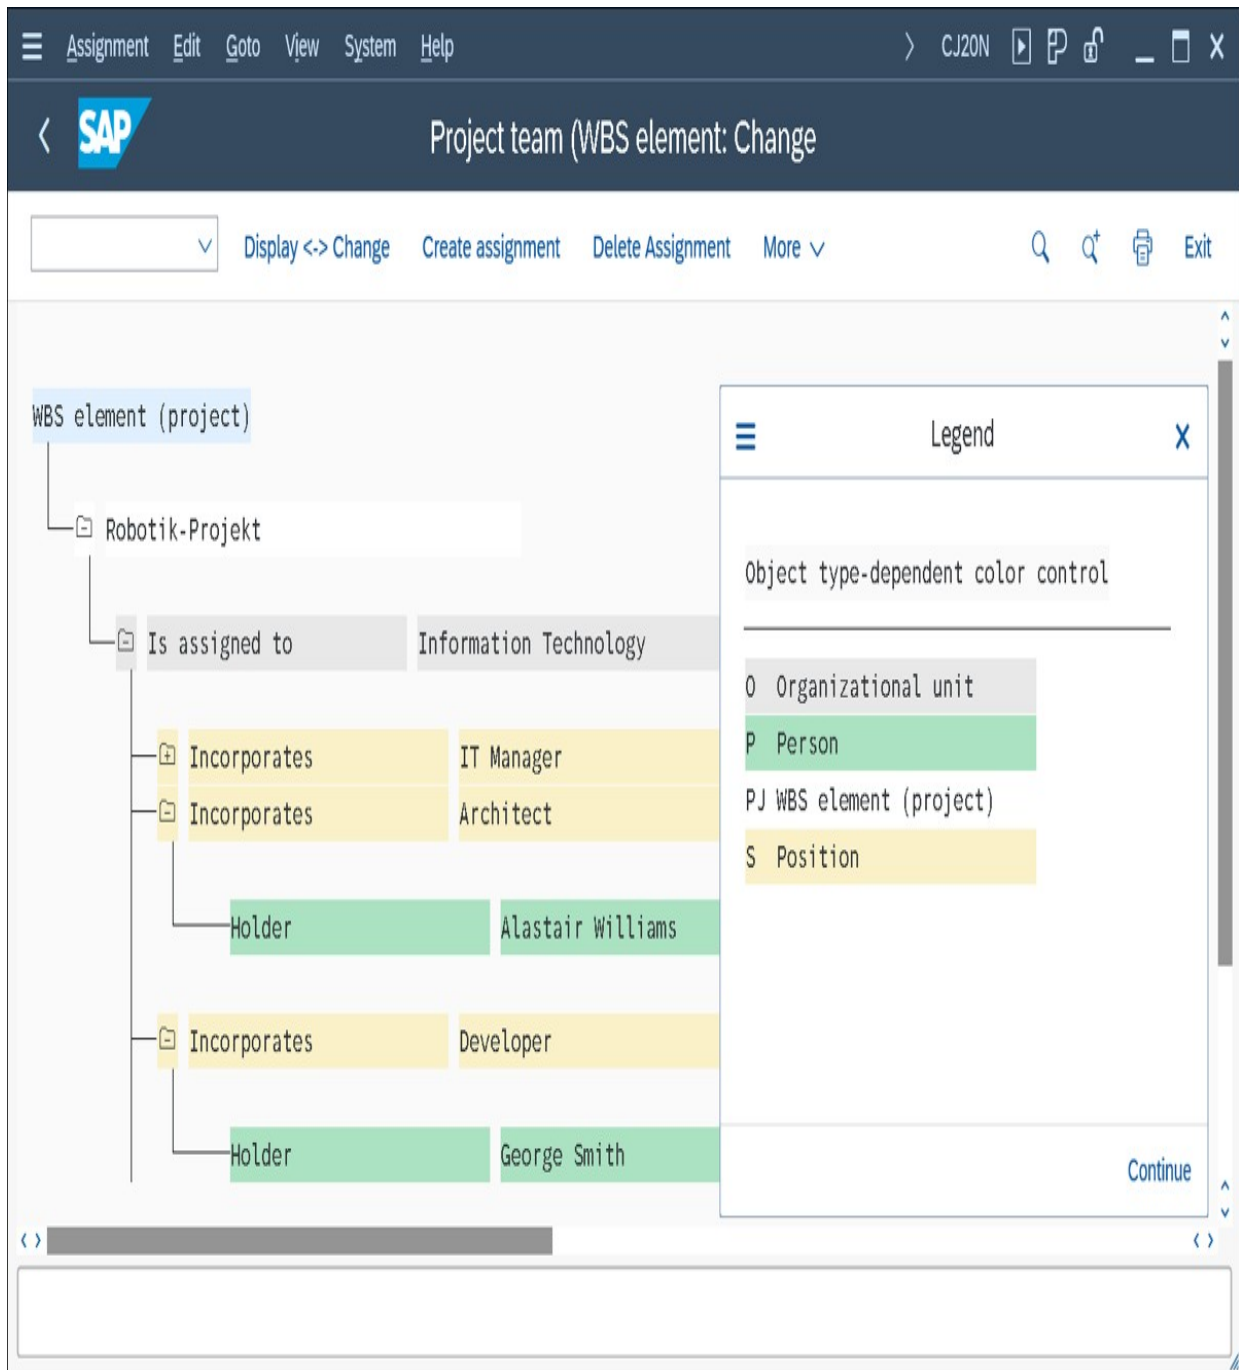 Assignment Edit Goto View System Help CJ20N
SAP Project team (WBS element: Change
Display <-> Change Create assignment Delete Assignment More Exit
WBS element (project)
Robotik-Projekt
Is assigned to Information Technology
Incorporates IT Manager
Incorporates Architect
Holder Alastair Williams
Incorporates Developer
Holder George Smith
Legend
Object type-dependent color control
O Organizational unit
P Person
PJ WBS element (project)
S Position
Continue